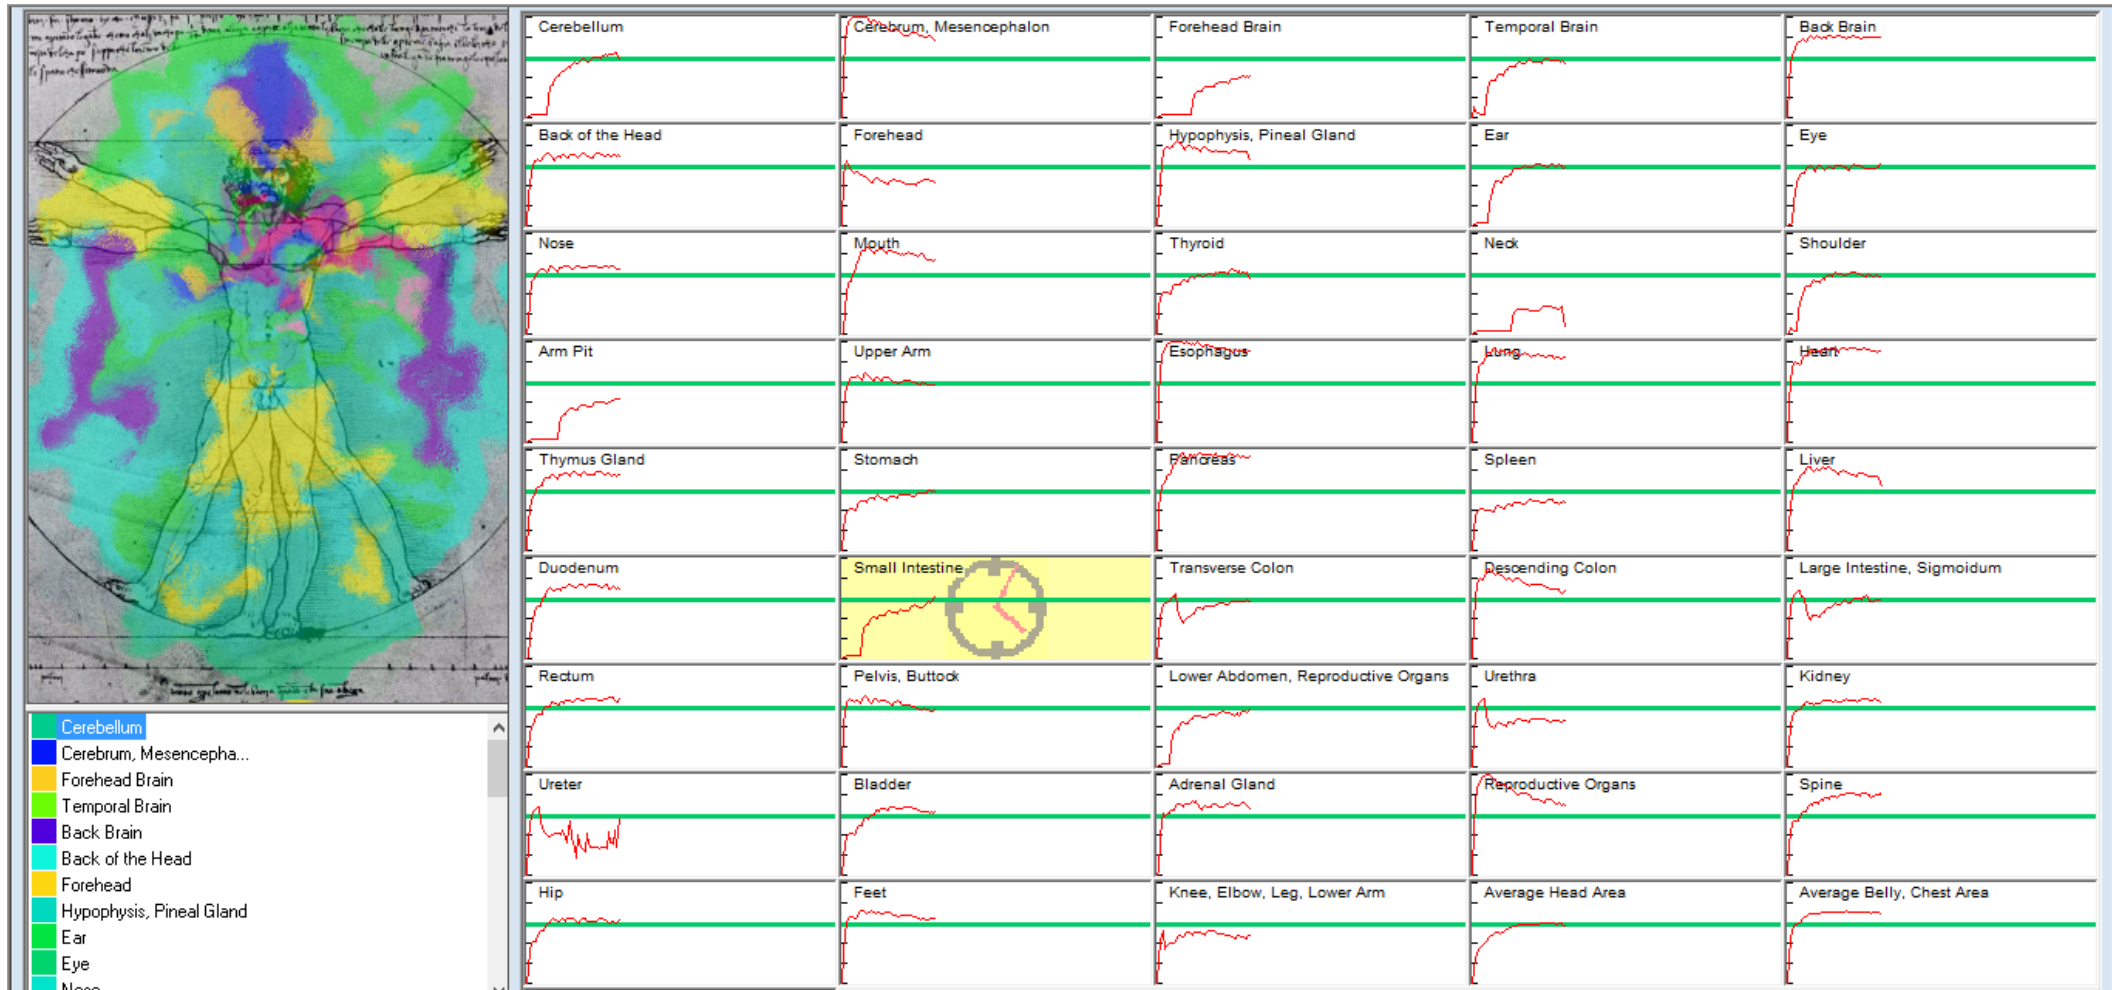 Cerebellum
Cerebrum, Mesencephalon
Forehead Brain
Temporal Brain
Back Brain
Back of the Head
Forehead
Hypophysis, Pineal Gland
Ear
Eye
Nose
Mouth
Thyroid
Neck
Shoulder
Arm Pit
Upper Arm
Esophagus
Lung
Heart
Thymus Gland
Stomach
Pancreas
Spleen
Liver
Duodenum
Small Intestine
Transverse Colon
Descending Colon
Large Intestine, Sigmoidum
Rectum
Pelvis, Buttock
Lower Abdomen, Reproductive Organs
Urethra
Kidney
Ureter
Bladder
Adrenal Gland
Reproductive Organs
Spine
Hip
Feet
Knee, Elbow, Leg, Lower Arm
Average Head Area
Average Belly, Chest Area
Cerebellum
Cerebrum, Mesencepha...
Forehead Brain
Temporal Brain
Back Brain
Back of the Head
Forehead
Hypophysis, Pineal Gland
Ear
Eye